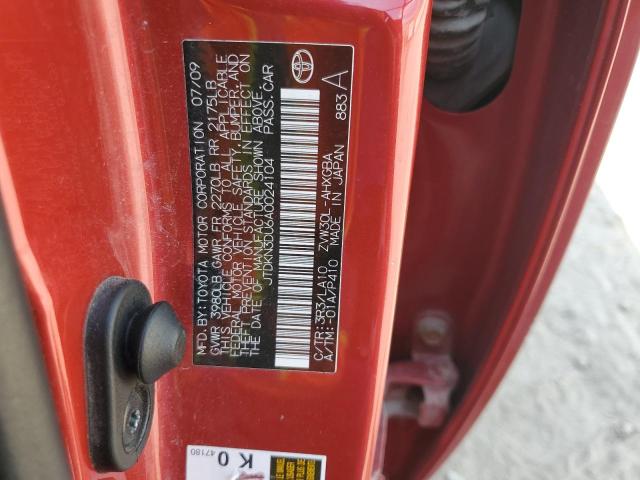 MFD.BY:TOYOTA MOTOR CORPORATION 07/09
GVWR 3980LB GAWR FR 2270LB RR 2175LB
THIS VEHICLE CONFORMS TO ALL APPLICABLE
FEDERAL MOTOR VEHICLE SAFETY, BUMPER, AND
THEFT PREVENTION STANDARDS IN EFFECT ON
THE DATE OF MANUFACTURE SHOWN ABOVE.
JTDKN3DU6A0024104 PASS.CAR
C/TR:3R3/LA10 ZVW30L-AHXGBA
A/TM:-01A/P410 MADE IN JAPAN 883 A
K 0
47180